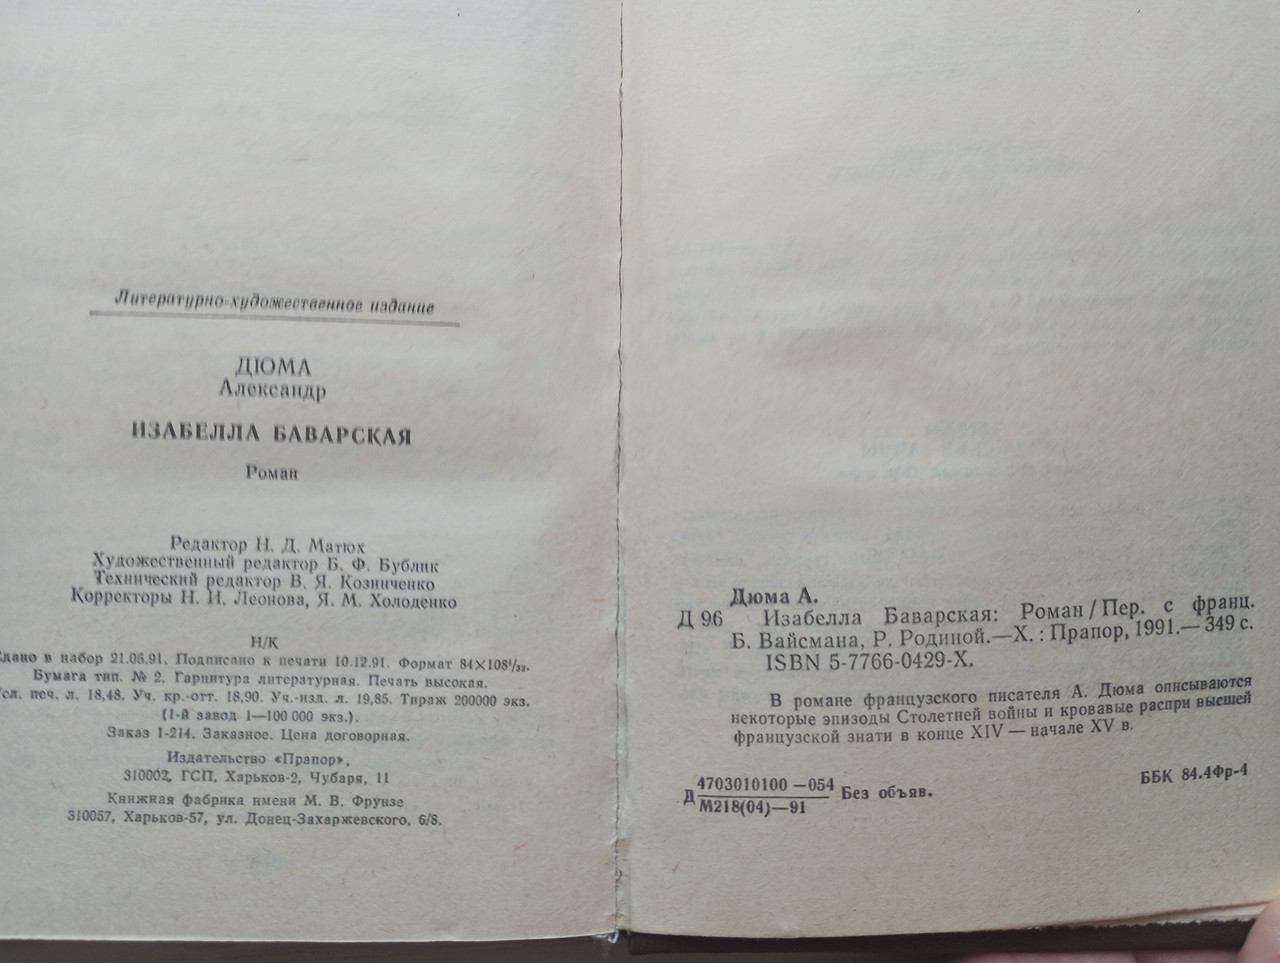 Литературно-художественное издание
ДЮМА
Александр
ИЗАБЕЛЛА БАВАРСКАЯ
Роман
Редактор Н. Д. Матюх
Художественный редактор Б. Ф. Бублик
Технический редактор В. Я. Козинченко
Корректоры Н. И. Леонова, Я. М. Холоденко
Н/К
Сдано в набор 21.05.91. Подписано к печати 10.12.91. Формат 84×108¹/₃₂.
Бумага тип. № 2. Гарнитура литературная. Печать высокая.
Усл. печ. л. 18,48. Уч. кр.-отт. 18,90. Уч.-изд. л. 19,85. Тираж 200000 экз.
(1-й завод 1—100 000 экз.).
Заказ 1-214. Заказное. Цена договорная.
Издательство «Прапор»,
310002, ГСП, Харьков-2, Чубаря, 11
Книжная фабрика имени М. В. Фрунзе
310057, Харьков-57, ул. Донец-Захаржевского, 6/8.
Дюма А.
Д 96 Изабелла Баварская: Роман / Пер. с франц.
Б. Вайсмана, Р. Родиной.—Х. : Прапор, 1991.— 349 с.
ISBN 5-7766-0429-Х.
В романе французского писателя А. Дюма описываются
некоторые эпизоды Столетней войны и кровавые распри высшей
французской знати в конце XIV — начале XV в.
Д 4703010100—054
М218(04)—91 Без объяв.
ББК 84.4Фр-4